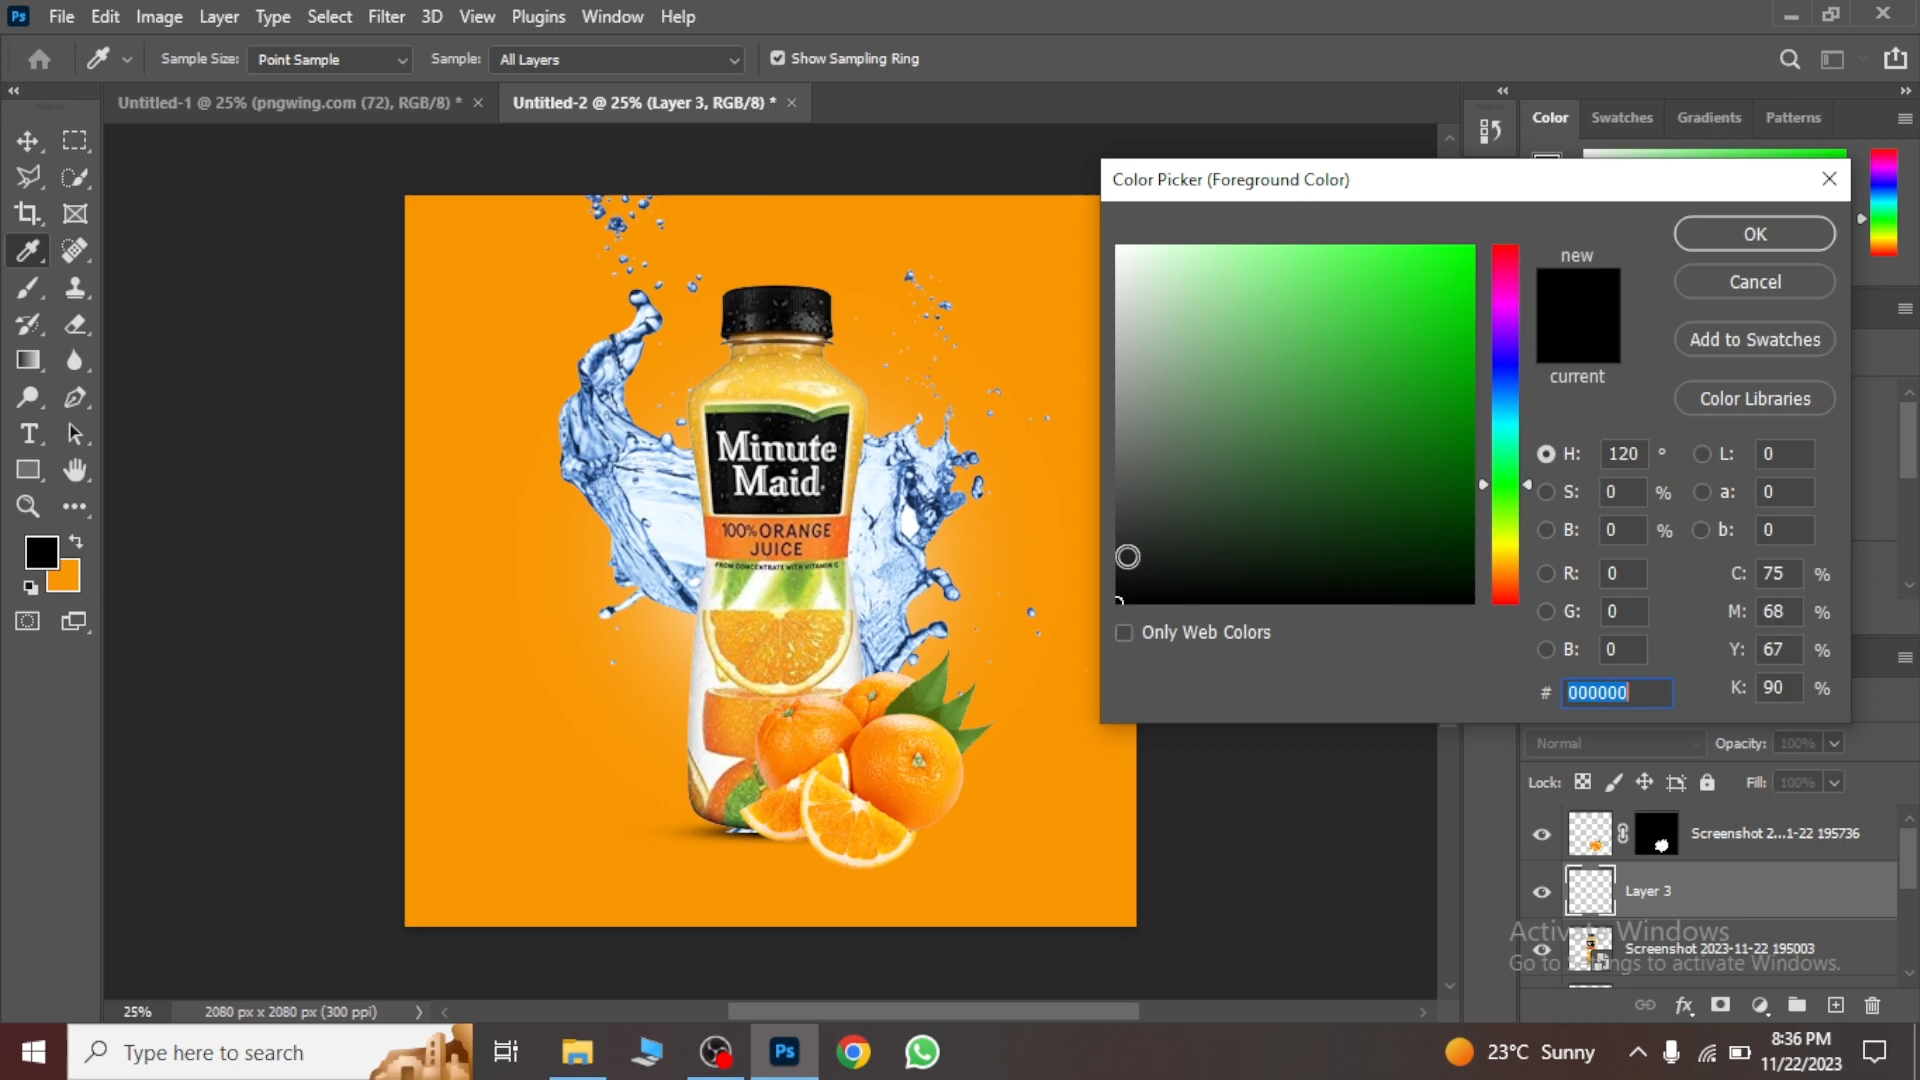 Ps File Edit Image Layer Type Select Filter 3D View Plugins Window Help
Sample Size: Point Sample Sample: All Layers Show Sampling Ring
Untitled-1 @ 25% (pngwing.com (72), RGB/8) * × Untitled-2 @ 25% (Layer 3, RGB/8) * ×
Color Swatches Gradients Patterns
Color Picker (Foreground Color)
new
current
OK
Cancel
Add to Swatches
Color Libraries
H: 120 ° L: 0
S: 0 % a: 0
B: 0 % b: 0
R: 0 C: 75 %
G: 0 M: 68 %
B: 0 Y: 67 %
# 000000 K: 90 %
Only Web Colors
Minute
Maid
100% ORANGE
JUICE
FROM CONCENTRATE WITH VITAMIN C
Normal Opacity: 100%
Lock: Fill: 100%
Screenshot 2...1-22 195736
Layer 3
Screenshot 2023-11-22 195003
Activate Windows
Go to Settings to activate Windows.
25% 2080 px x 2080 px (300 ppi)
Type here to search
Ps
23°C Sunny
8:36 PM
11/22/2023